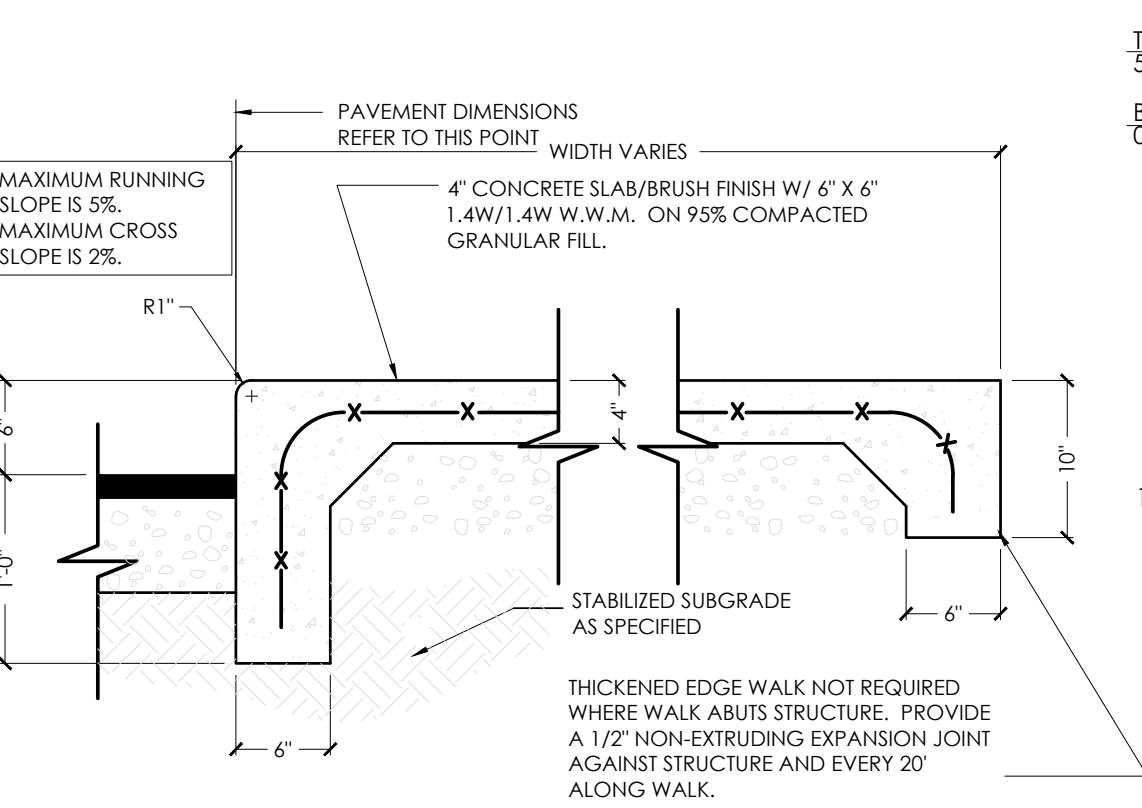 PAVEMENT DIMENSIONS
REFER TO THIS POINT
WIDTH VARIES
MAXIMUM RUNNING
SLOPE IS 5%.
MAXIMUM CROSS
SLOPE IS 2%.
4" CONCRETE SLAB/BRUSH FINISH W/ 6" X 6"
1.4W/1.4W W.W.M.  ON 95% COMPACTED
GRANULAR FILL.
R1"
6"
4"
10"
1'-0"
STABILIZED SUBGRADE
AS SPECIFIED
6"
6"
THICKENED EDGE WALK NOT REQUIRED
WHERE WALK ABUTS STRUCTURE.  PROVIDE
A 1/2" NON-EXTRUDING EXPANSION JOINT
AGAINST STRUCTURE AND EVERY 20'
ALONG WALK.